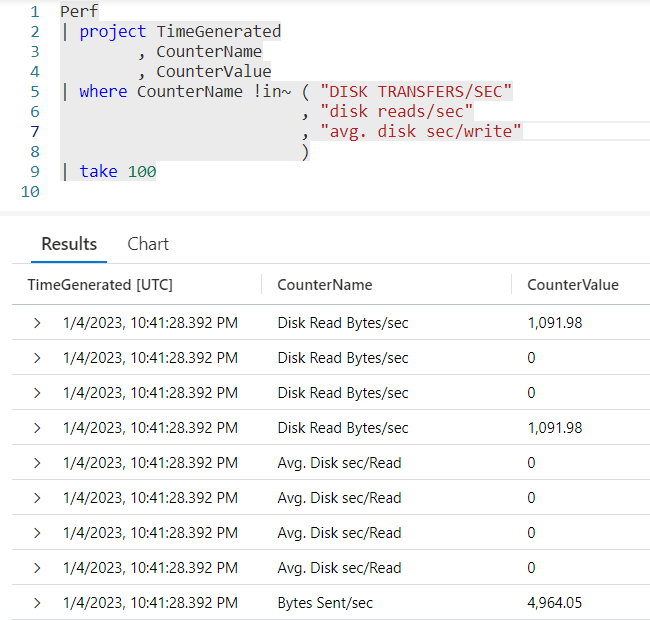 1 Perf
2 | project TimeGenerated
3 , CounterName
4 , CounterValue
5 | where CounterName !in~ ( "DISK TRANSFERS/SEC"
6 , "disk reads/sec"
7 , "avg. disk sec/write"
8 )
9 | take 100
10
Results Chart
TimeGenerated [UTC] CounterName CounterValue
1/4/2023, 10:41:28.392 PM Disk Read Bytes/sec 1,091.98
1/4/2023, 10:41:28.392 PM Disk Read Bytes/sec 0
1/4/2023, 10:41:28.392 PM Disk Read Bytes/sec 0
1/4/2023, 10:41:28.392 PM Disk Read Bytes/sec 1,091.98
1/4/2023, 10:41:28.392 PM Avg. Disk sec/Read 0
1/4/2023, 10:41:28.392 PM Avg. Disk sec/Read 0
1/4/2023, 10:41:28.392 PM Avg. Disk sec/Read 0
1/4/2023, 10:41:28.392 PM Avg. Disk sec/Read 0
1/4/2023, 10:41:28.392 PM Bytes Sent/sec 4,964.05